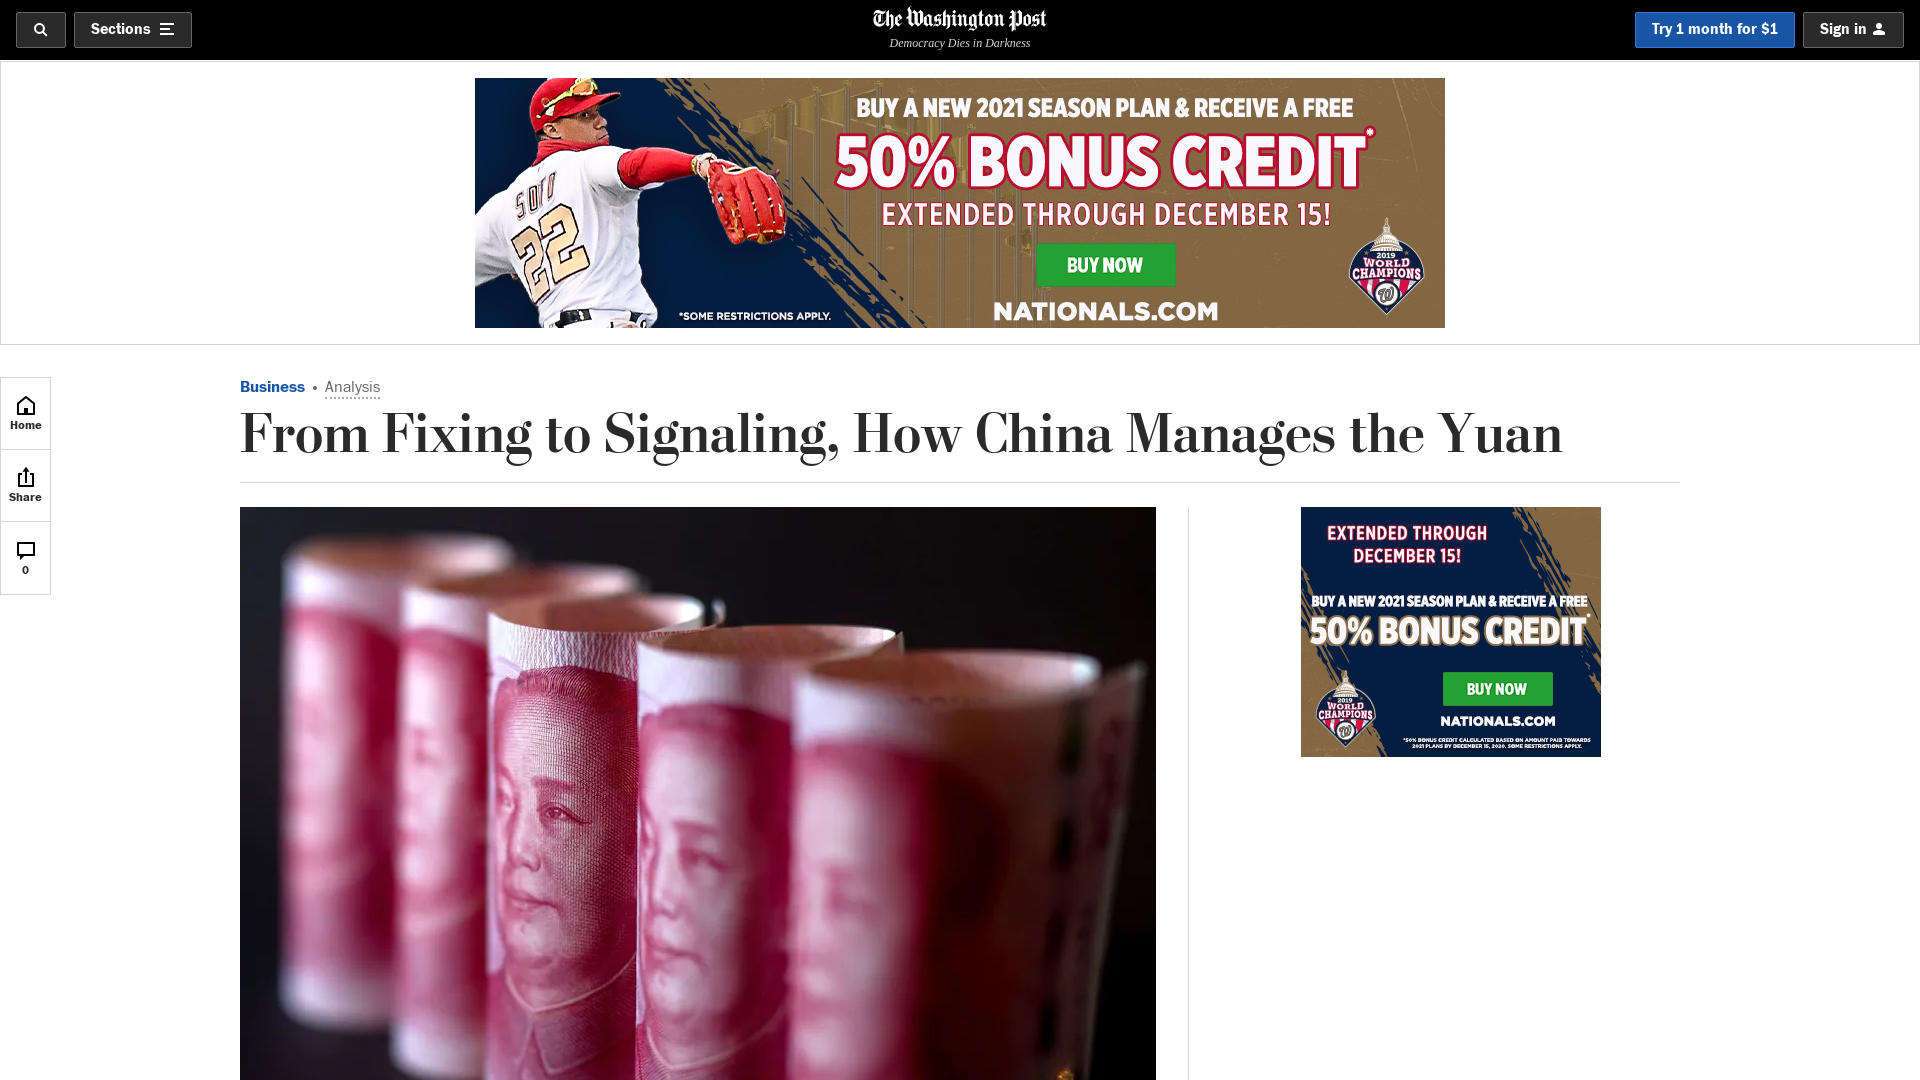 Sections
The Washington Post
Democracy Dies in Darkness
Try 1 month for $1
Sign in
BUY A NEW 2021 SEASON PLAN & RECEIVE A FREE
50% BONUS CREDIT*
EXTENDED THROUGH DECEMBER 15!
BUY NOW
NATIONALS.COM
*SOME RESTRICTIONS APPLY.
22
2019
WORLD
CHAMPIONS
W
Home
Share
0
Business • Analysis
From Fixing to Signaling, How China Manages the Yuan
EXTENDED THROUGH
DECEMBER 15!
BUY A NEW 2021 SEASON PLAN & RECEIVE A FREE
50% BONUS CREDIT*
BUY NOW
NATIONALS.COM
2019
WORLD
CHAMPIONS
W
*50% BONUS CREDIT CALCULATED BASED ON AMOUNT PAID TOWARDS
2021 PLANS BY DECEMBER 15, 2020. SOME RESTRICTIONS APPLY.